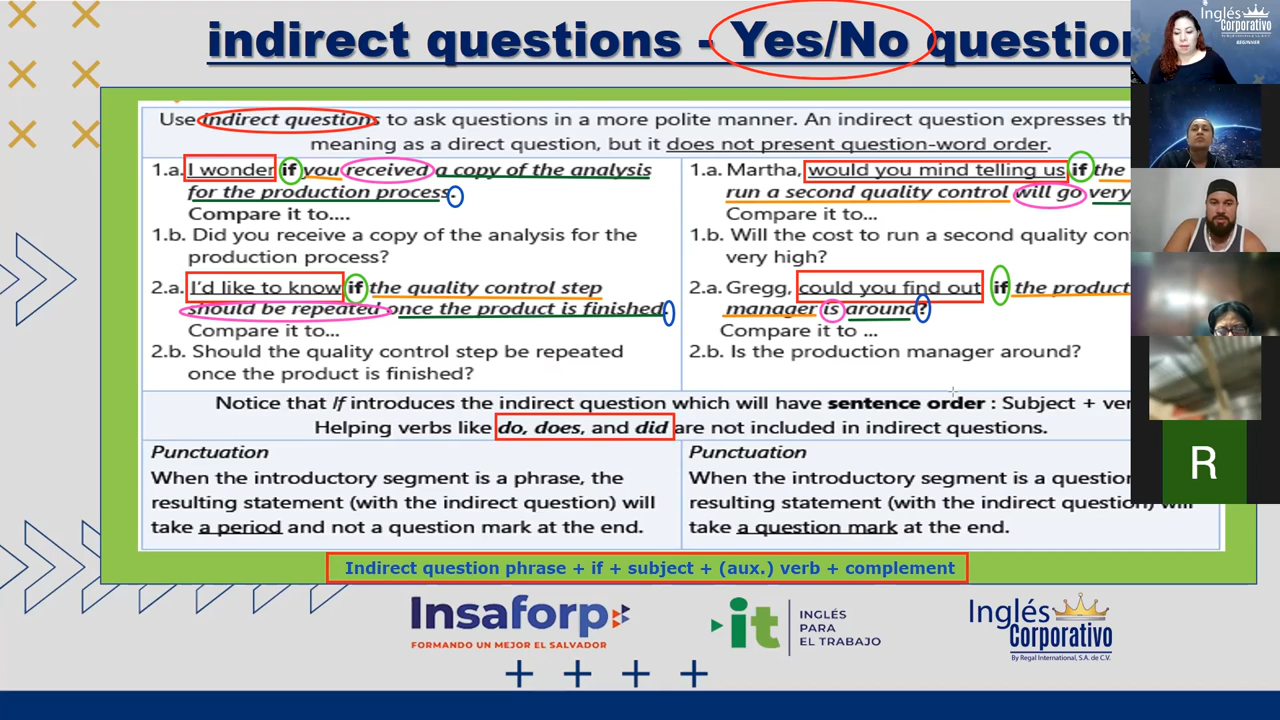 indirect questions - Yes/No question
Use indirect questions to ask questions in a more polite manner. An indirect question expresses th
meaning as a direct question, but it does not present question-word order.
1.a. I wonder if you received a copy of the analysis
for the production process.
Compare it to....
1.b. Did you receive a copy of the analysis for the
production process?
2.a. I'd like to know if the quality control step
should be repeated once the product is finished.
Compare it to...
2.b. Should the quality control step be repeated
once the product is finished?
1.a. Martha, would you mind telling us if the
run a second quality control will go very
Compare it to...
1.b. Will the cost to run a second quality con
very high?
2.a. Gregg, could you find out if the product
manager is around?
Compare it to ...
2.b. Is the production manager around?
Notice that If introduces the indirect question which will have sentence order : Subject + ver
Helping verbs like do, does, and did are not included in indirect questions.
Punctuation
When the introductory segment is a phrase, the
resulting statement (with the indirect question) will
take a period and not a question mark at the end.
Punctuation
When the introductory segment is a question
resulting statement (with the indirect question) will
take a question mark at the end.
Indirect question phrase + if + subject + (aux.) verb + complement
Insaforp
FORMANDO UN MEJOR EL SALVADOR
it
INGLÉS
PARA
EL TRABAJO
Inglés
Corporativo
By Regal International, S.A. de C.V.
Inglés
Corporativo
BEGINNER
R